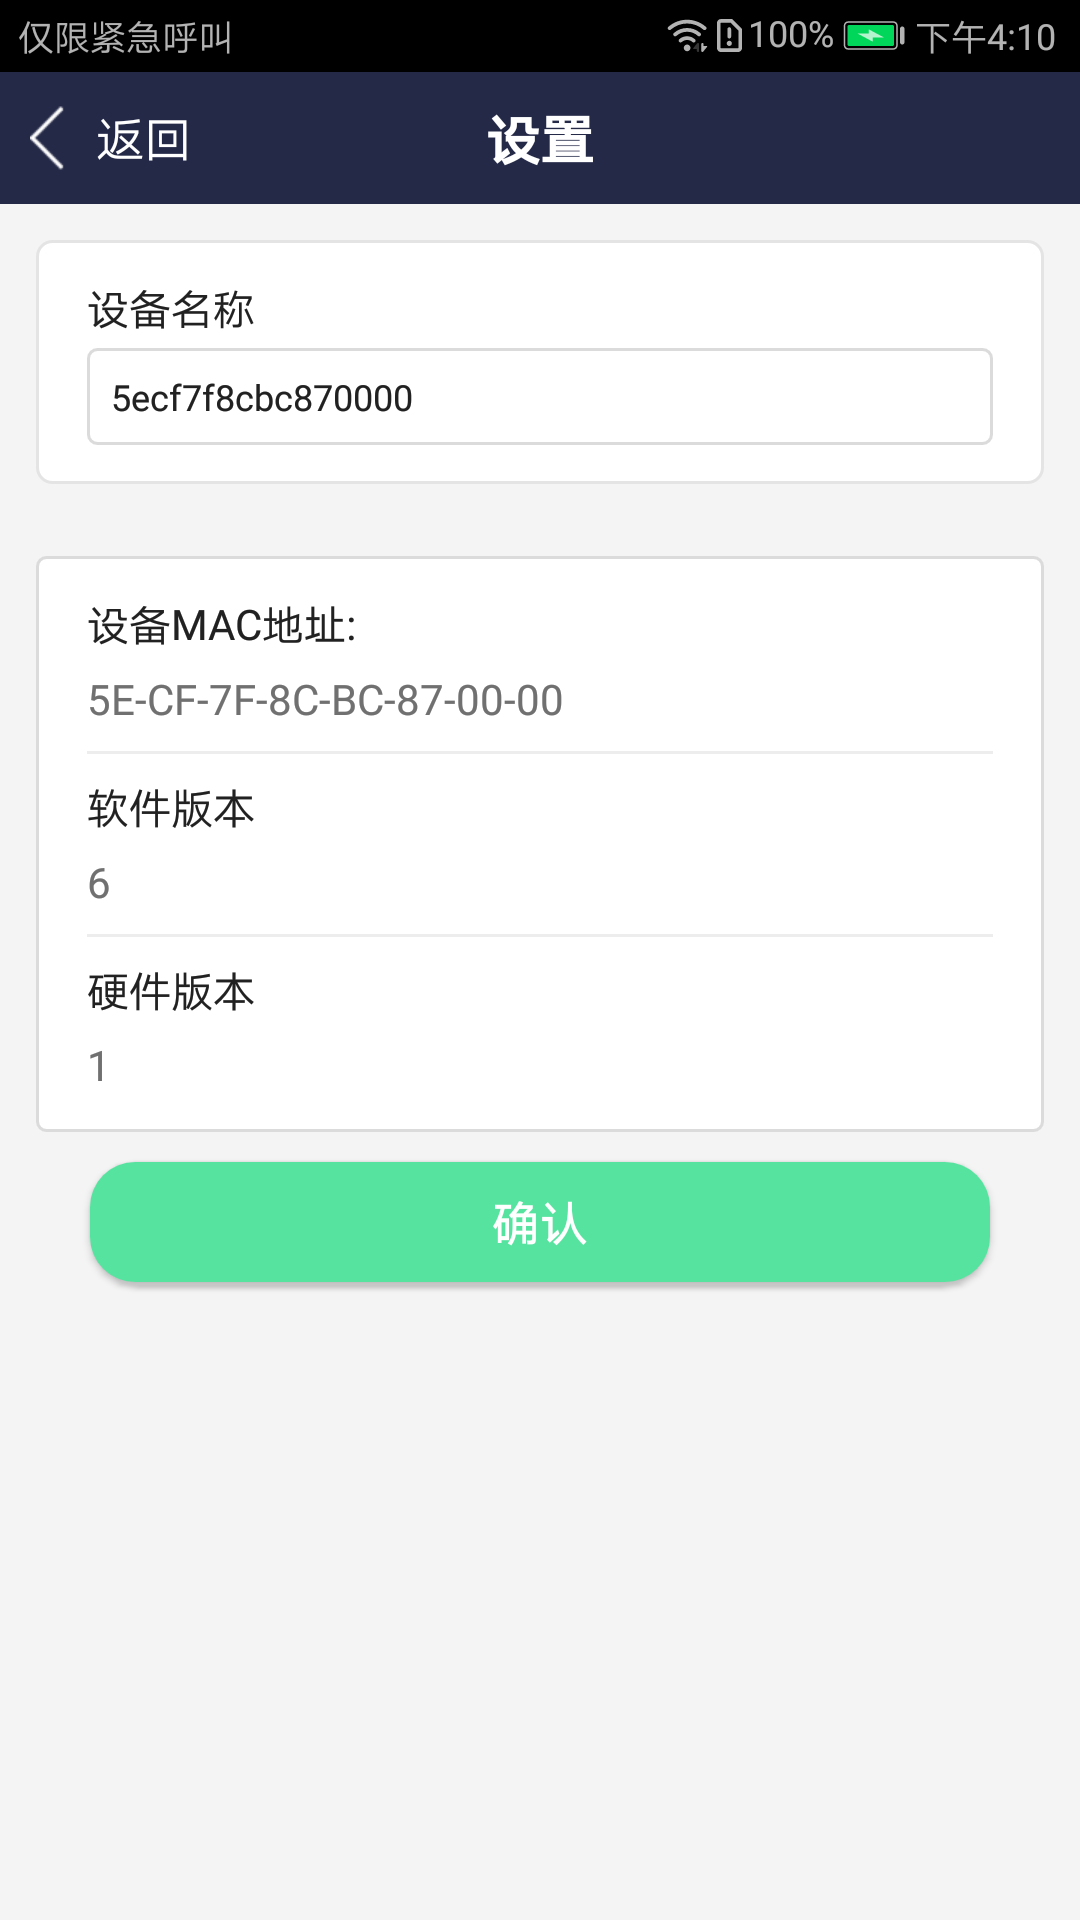 仅限紧急呼叫 100% 下午4:10
返回 设置
设备名称
5ecf7f8cbc870000
设备MAC地址:
5E-CF-7F-8C-BC-87-00-00
软件版本
6
硬件版本
1
确认